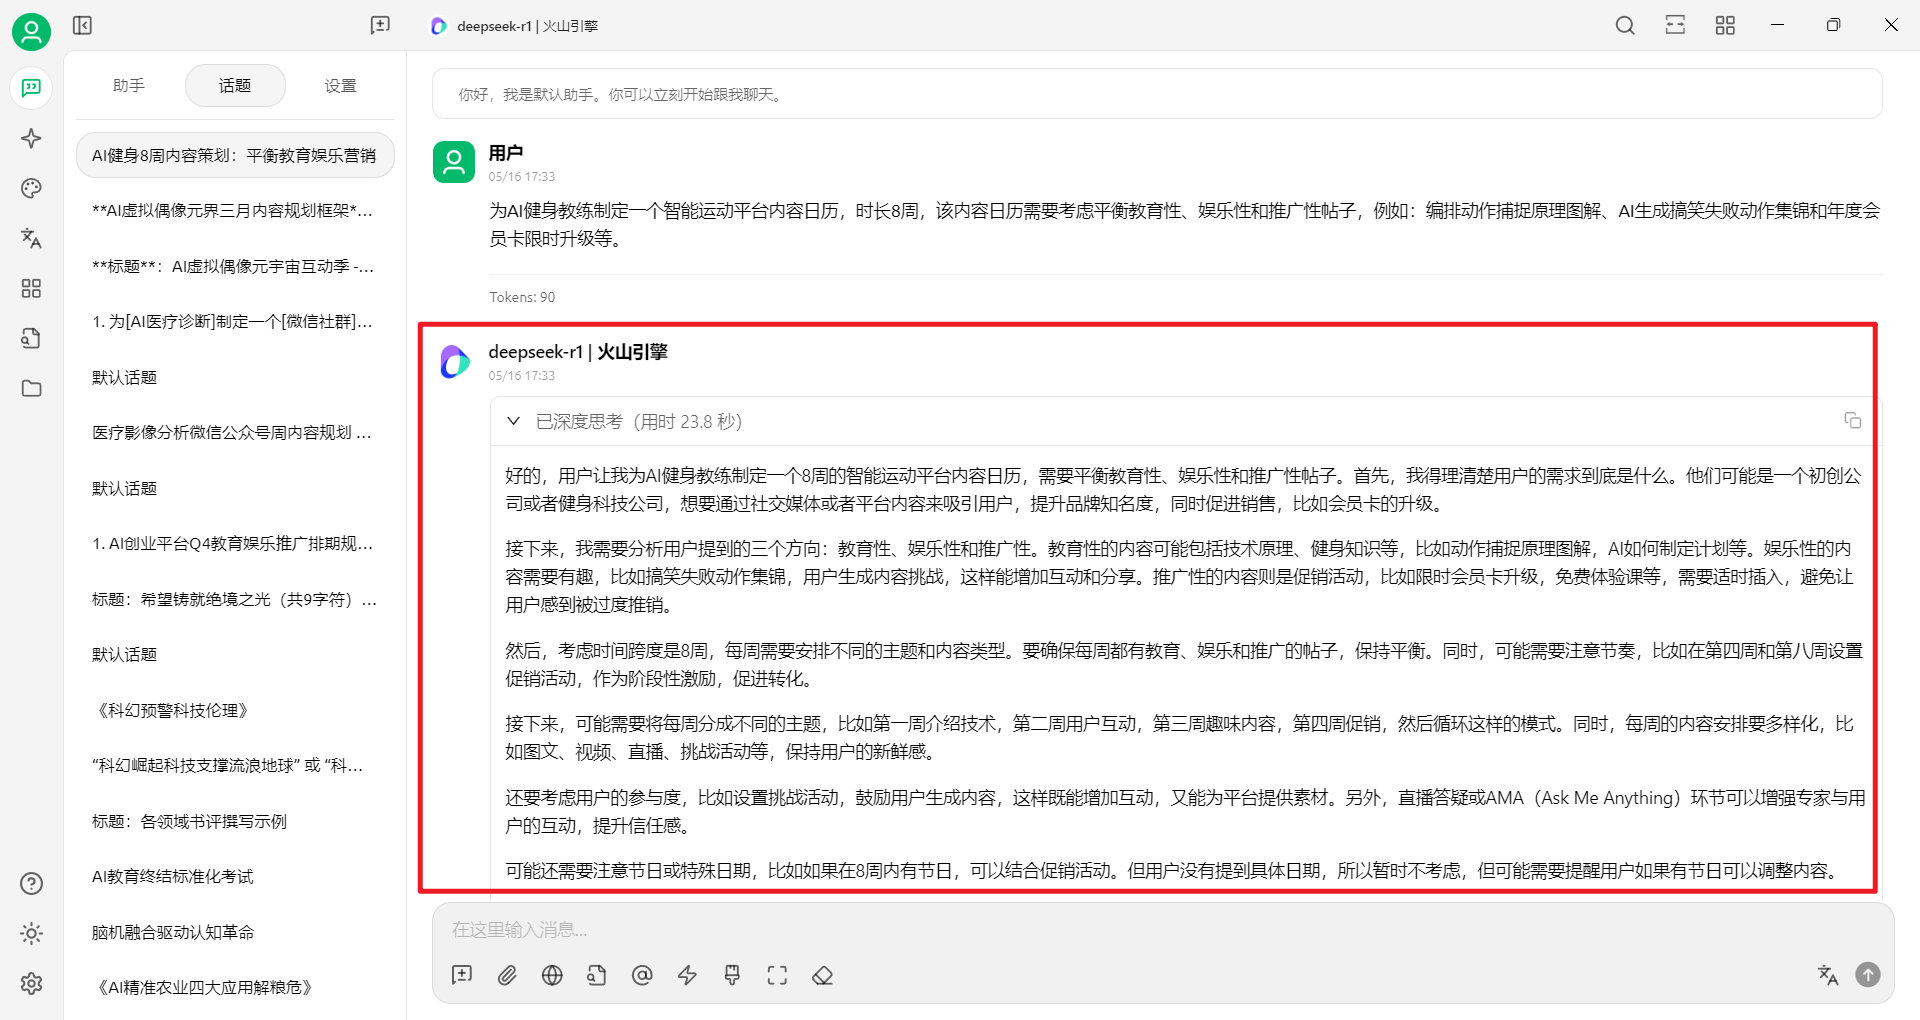 deepseek-r1 | 火山引擎
助手
话题
设置
AI健身8周内容策划：平衡教育娱乐营销
**AI虚拟偶像元界三月内容规划框架*...
**标题**：AI虚拟偶像元宇宙互动季 -...
1. 为[AI医疗诊断]制定一个[微信社群]...
默认话题
医疗影像分析微信公众号周内容规划 ...
默认话题
1. AI创业平台Q4教育娱乐推广排期规...
标题：希望铸就绝境之光（共9字符）...
默认话题
《科幻预警科技伦理》
“科幻崛起科技支撑流浪地球” 或 “科...
标题：各领域书评撰写示例
AI教育终结标准化考试
脑机融合驱动认知革命
《AI精准农业四大应用解粮危》
你好，我是默认助手。你可以立刻开始跟我聊天。
用户
05/16 17:33
为AI健身教练制定一个智能运动平台内容日历，时长8周，该内容日历需要考虑平衡教育性、娱乐性和推广性帖子，例如：编排动作捕捉原理图解、AI生成搞笑失败动作集锦和年度会
员卡限时升级等。
Tokens: 90
deepseek-r1 | 火山引擎
05/16 17:33
已深度思考（用时 23.8 秒）
好的，用户让我为AI健身教练制定一个8周的智能运动平台内容日历，需要平衡教育性、娱乐性和推广性帖子。首先，我得理清楚用户的需求到底是什么。他们可能是一个初创公
司或者健身科技公司，想要通过社交媒体或者平台内容来吸引用户，提升品牌知名度，同时促进销售，比如会员卡的升级。
接下来，我需要分析用户提到的三个方向：教育性、娱乐性和推广性。教育性的内容可能包括技术原理、健身知识等，比如动作捕捉原理图解，AI如何制定计划等。娱乐性的内
容需要有趣，比如搞笑失败动作集锦，用户生成内容挑战，这样能增加互动和分享。推广性的内容则是促销活动，比如限时会员卡升级，免费体验课等，需要适时插入，避免让
用户感到被过度推销。
然后，考虑时间跨度是8周，每周需要安排不同的主题和内容类型。要确保每周都有教育、娱乐和推广的帖子，保持平衡。同时，可能需要注意节奏，比如在第四周和第八周设置
促销活动，作为阶段性激励，促进转化。
接下来，可能需要将每周分成不同的主题，比如第一周介绍技术，第二周用户互动，第三周趣味内容，第四周促销，然后循环这样的模式。同时，每周的内容安排要多样化，比
如图文、视频、直播、挑战活动等，保持用户的新鲜感。
还要考虑用户的参与度，比如设置挑战活动，鼓励用户生成内容，这样既能增加互动，又能为平台提供素材。另外，直播答疑或AMA（Ask Me Anything）环节可以增强专家与用
户的互动，提升信任感。
可能还需要注意节日或特殊日期，比如如果在8周内有节日，可以结合促销活动。但用户没有提到具体日期，所以暂时不考虑，但可能需要提醒用户如果有节日可以调整内容。
在这里输入消息...